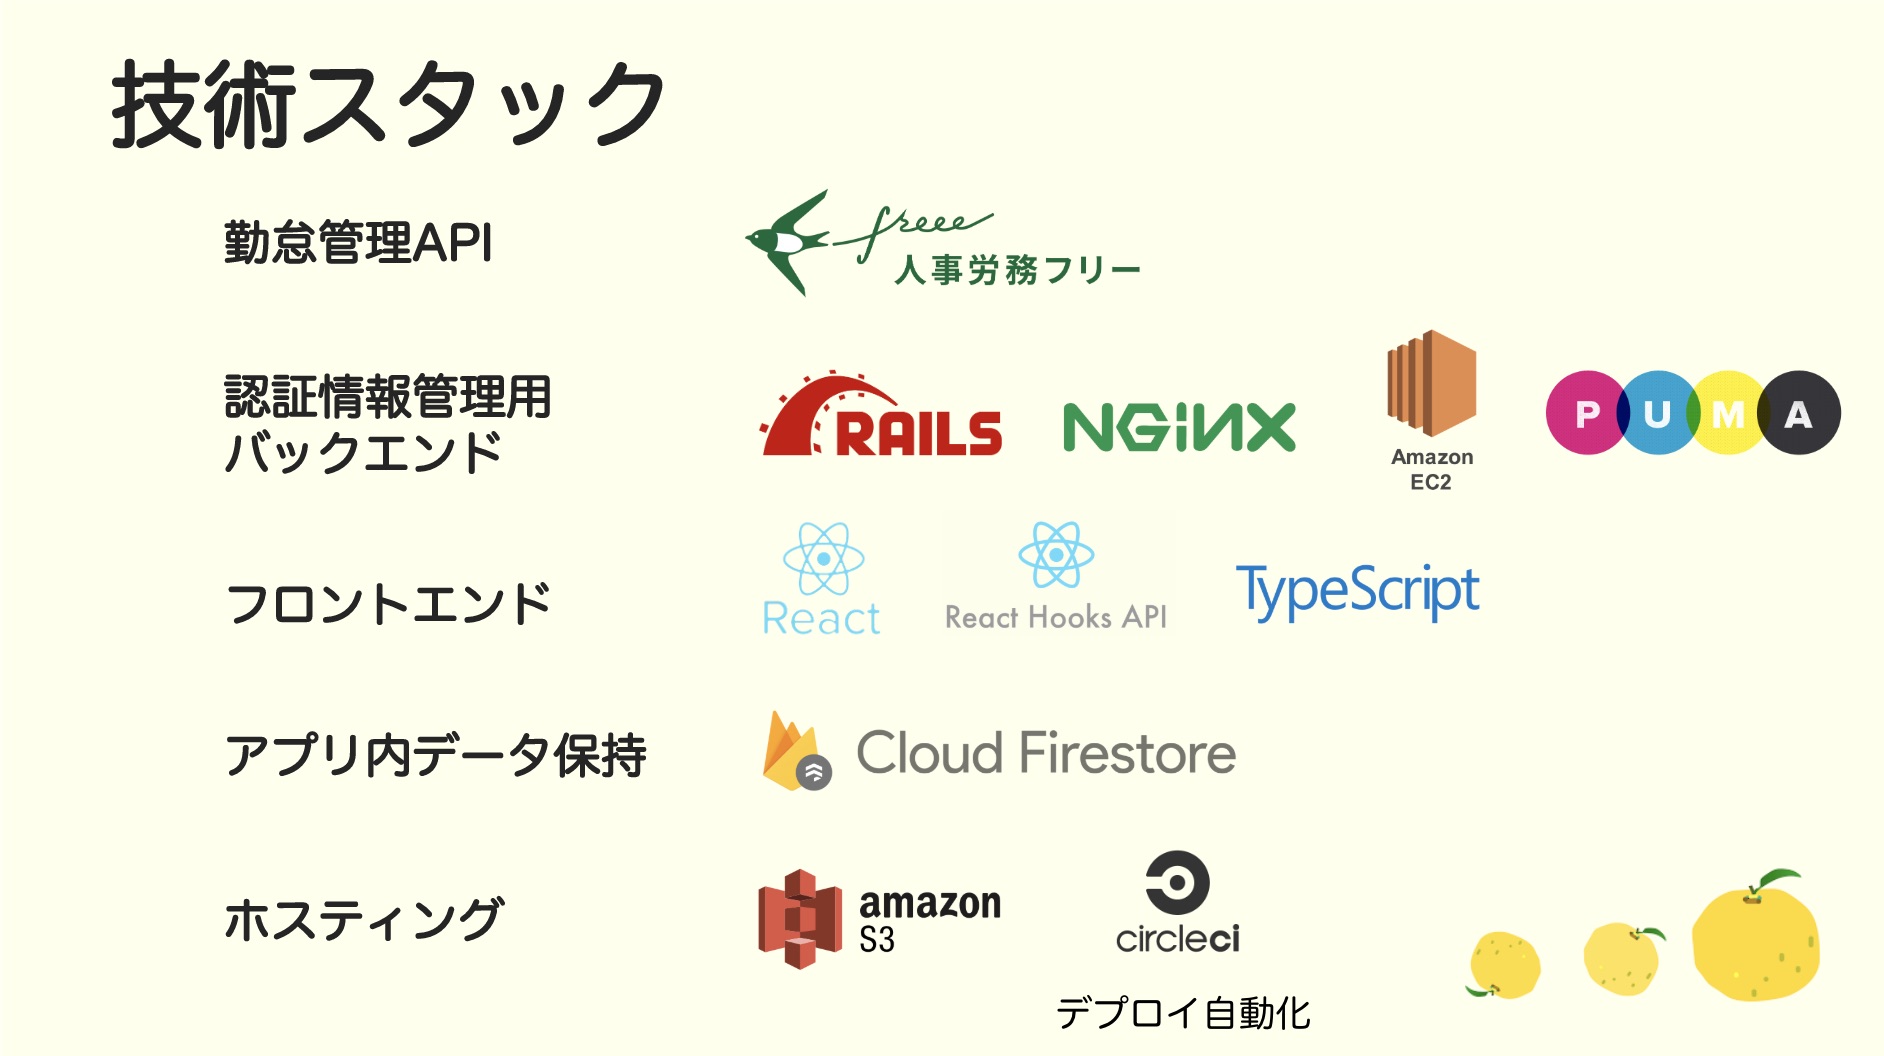 技術スタック
勤怠管理API
freee
人事労務フリー
認証情報管理用
バックエンド
RAILS
NGiNX
Amazon
EC2
PUMA
フロントエンド
React
React Hooks API
TypeScript
アプリ内データ保持
Cloud Firestore
ホスティング
amazon
S3
circleci
デプロイ自動化